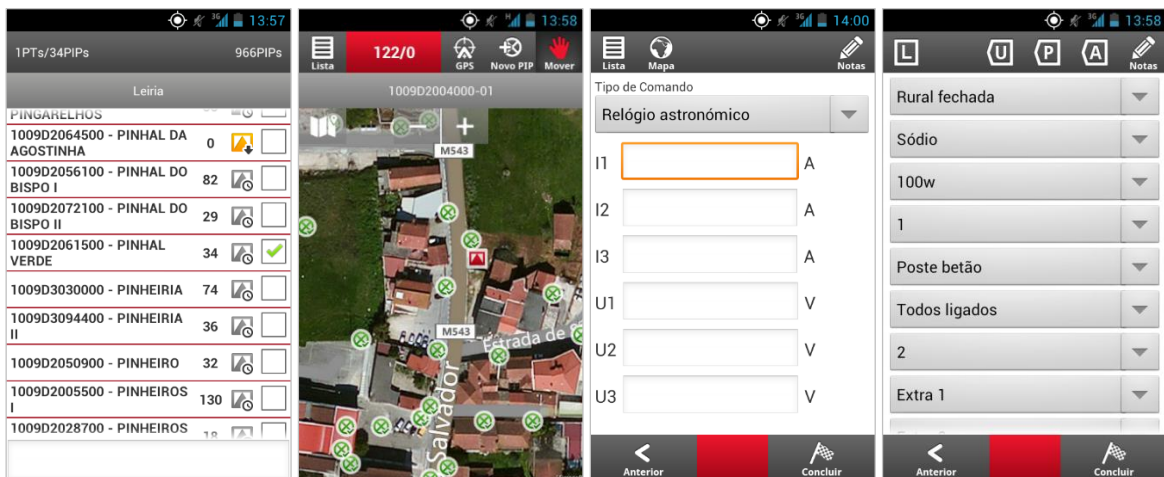 3G 13:57
1PTs/34PIPs 966PIPs
Leiria
PINGARELHOS
1009D2064500 - PINHAL DA
AGOSTINHA 0
1009D2056100 - PINHAL DO
BISPO I 82
1009D2072100 - PINHAL DO
BISPO II 29
1009D2061500 - PINHAL
VERDE 34
1009D3030000 - PINHEIRIA 74
1009D3094400 - PINHEIRIA
II 36
1009D2050900 - PINHEIRO 32
1009D2005500 - PINHEIROS
I 130
1009D2028700 - PINHEIROS
H 13:58
Lista 122/0 GPS Novo PIP Mover
1009D2004000-01
M543
M543
Estrada de
Salvador
3G 14:00
Lista Mapa Notas
Tipo de Comando
Relógio astronómico
I1 A
I2 A
I3 A
U1 V
U2 V
U3 V
Anterior Concluir
3G 13:58
L U P A Notas
Rural fechada
Sódio
100w
1
Poste betão
Todos ligados
2
Extra 1
Anterior Concluir